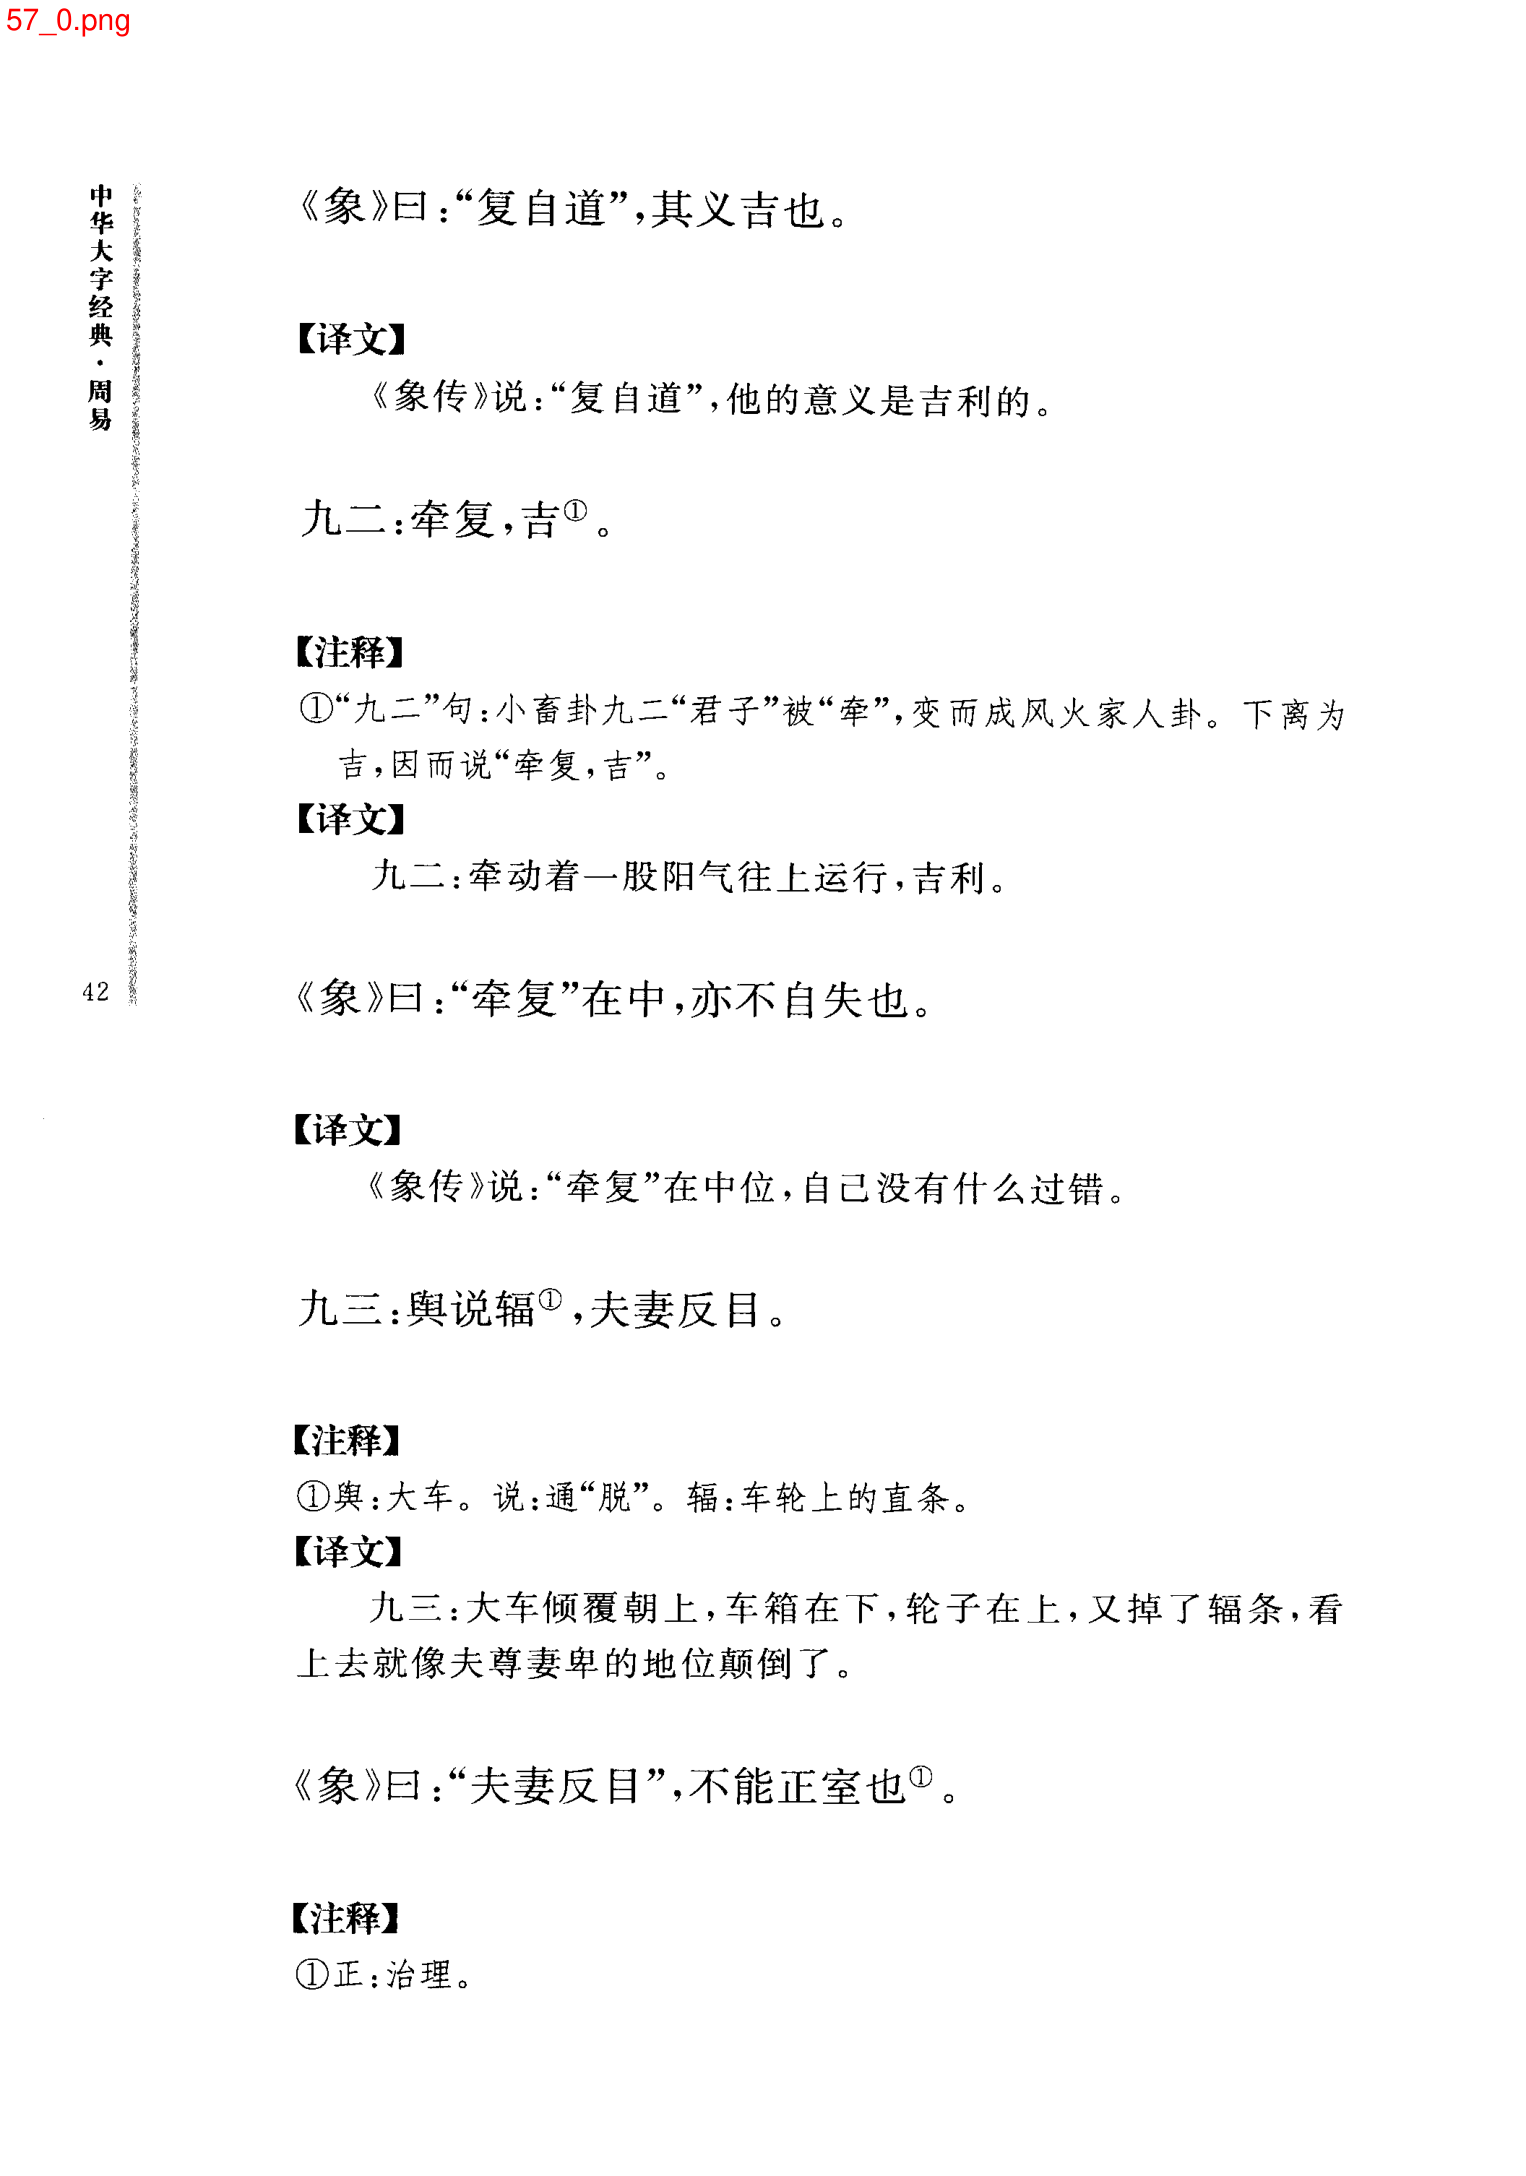 57_0.png
中华大字经典·周易
42
《象》曰:“复自道”,其义吉也。
【译文】
《象传》说:“复自道”,他的意义是吉利的。
九二:牵复,吉①。
【注释】
①“九二”句:小畜卦九二“君子”被“牵”,变而成风火家人卦。下离为
吉,因而说“牵复,吉”。
【译文】
九二:牵动着一股阳气往上运行,吉利。
《象》曰:“牵复”在中,亦不自失也。
【译文】
《象传》说:“牵复”在中位,自己没有什么过错。
九三:舆说辐①,夫妻反目。
【注释】
①舆:大车。说:通“脱”。辐:车轮上的直条。
【译文】
九三:大车倾覆朝上,车箱在下,轮子在上,又掉了辐条,看
上去就像夫尊妻卑的地位颠倒了。
《象》曰:“夫妻反目”,不能正室也①。
【注释】
①正:治理。